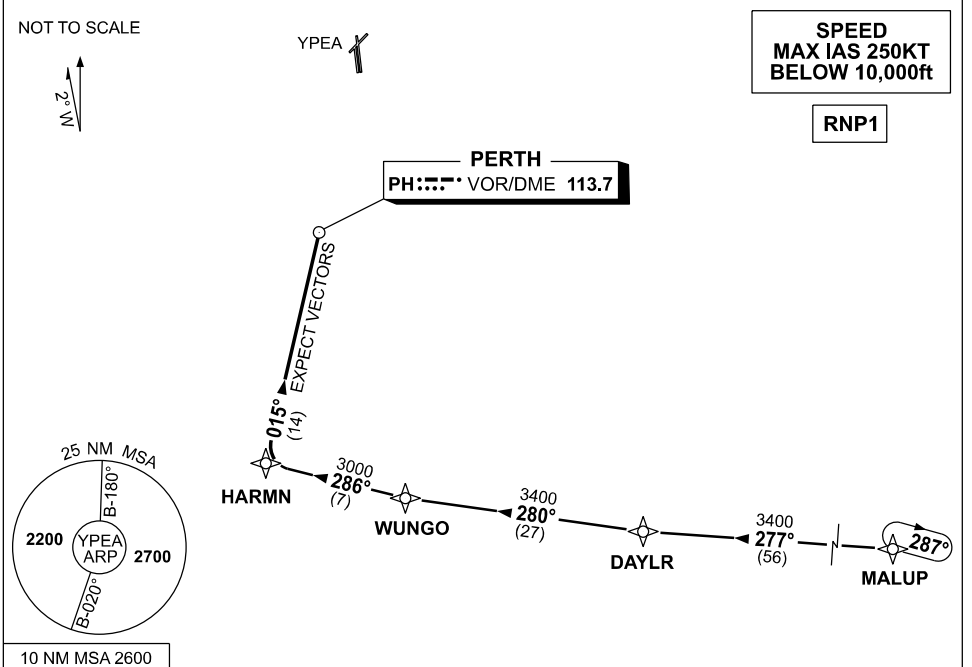 NOT TO SCALE
2° W
YPEA
SPEED
MAX IAS 250KT
BELOW 10,000ft
RNP1
PERTH
PH VOR/DME 113.7
EXPECT VECTORS
015°
(14)
HARMN
3000
286°
(7)
WUNGO
3400
280°
(27)
DAYLR
3400
277°
(56)
287°
MALUP
25 NM MSA
B-180°
2200
YPEA
ARP
2700
B-020°
10 NM MSA 2600